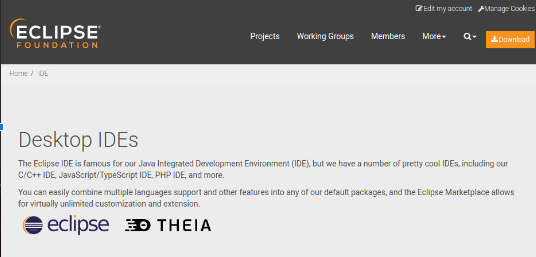 Edit my account Manage Cookies
ECLIPSE
FOUNDATION
Projects Working Groups Members More Download
Home / IDE
Desktop IDEs
The Eclipse IDE is famous for our Java Integrated Development Environment (IDE), but we have a number of pretty cool IDEs, including our
C/C++ IDE, JavaScript/TypeScript IDE, PHP IDE, and more.
You can easily combine multiple languages support and other features into any of our default packages, and the Eclipse Marketplace allows
for virtually unlimited customization and extension.
eclipse THEIA